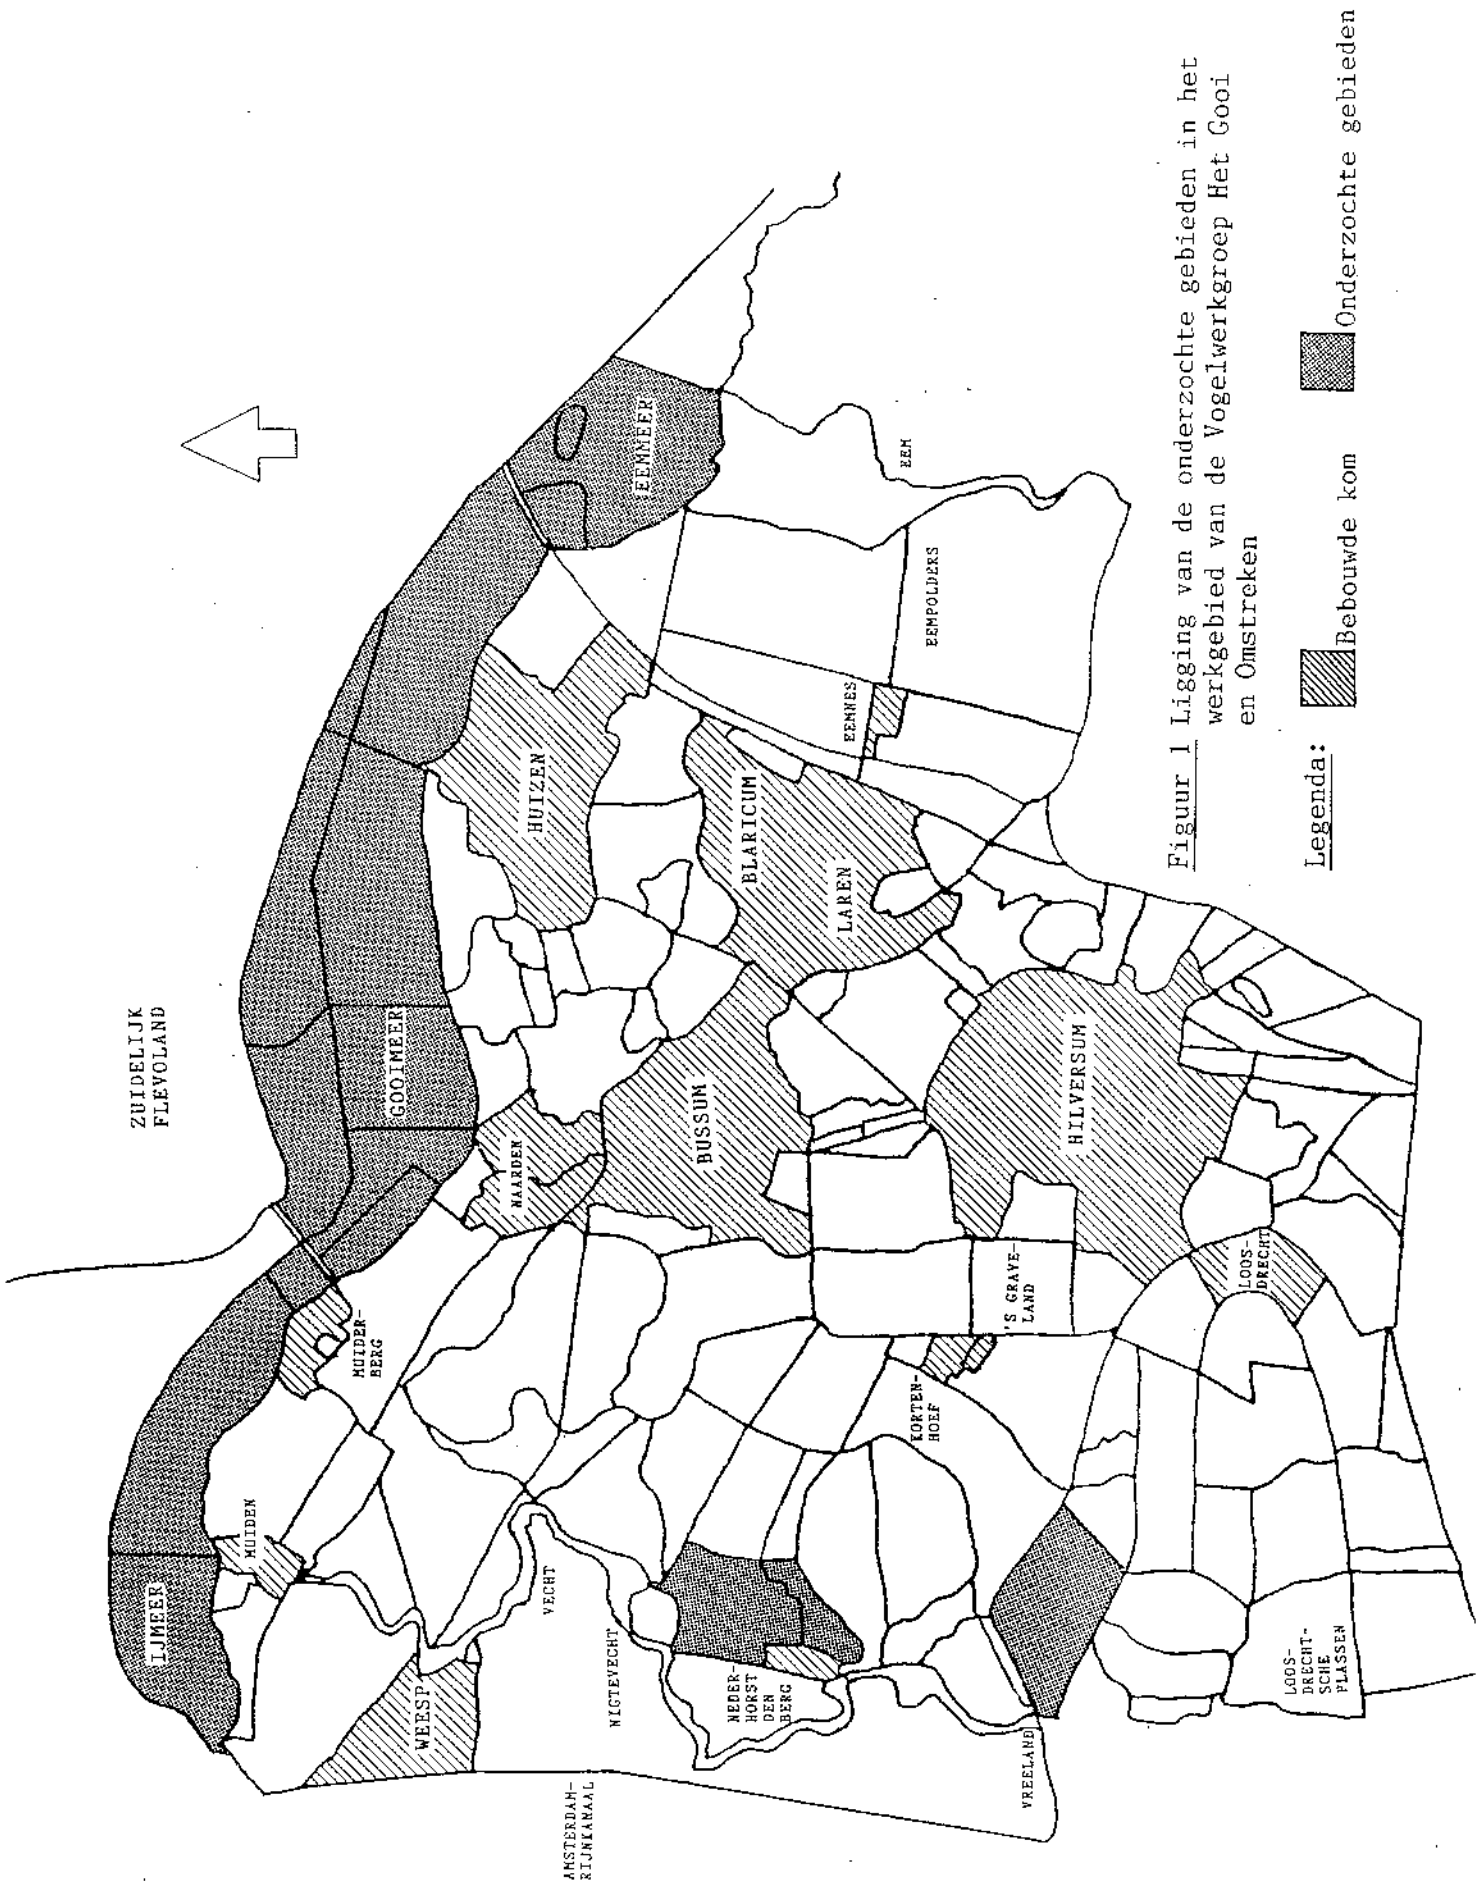 ZUIDELIJK
FLEVOLAND
IJMEER
MUIDEN
MUIDER-
BERG
GOOIMEER
EEMMEER
WEESP
NAARDEN
HUIZEN
AMSTERDAM-
RIJNKANAAL
VECHT
NIGTEVECHT
BUSSUM
BLARICUM
LAREN
EEMNES
EEM
EEMPOLDERS
NEDER-
HORST
DEN
BERG
KORTEN-
HOEF
'S GRAVE-
LAND
HILVERSUM
VREELAND
LOOS-
DRECHT
LOOS-
DRECHT-
SCHE
PLASSEN
Figuur 1 Ligging van de onderzochte gebieden in het
werkgebied van de Vogelwerkgroep Het Gooi
en Omstreken
Legenda:
Bebouwde kom
Onderzochte gebieden